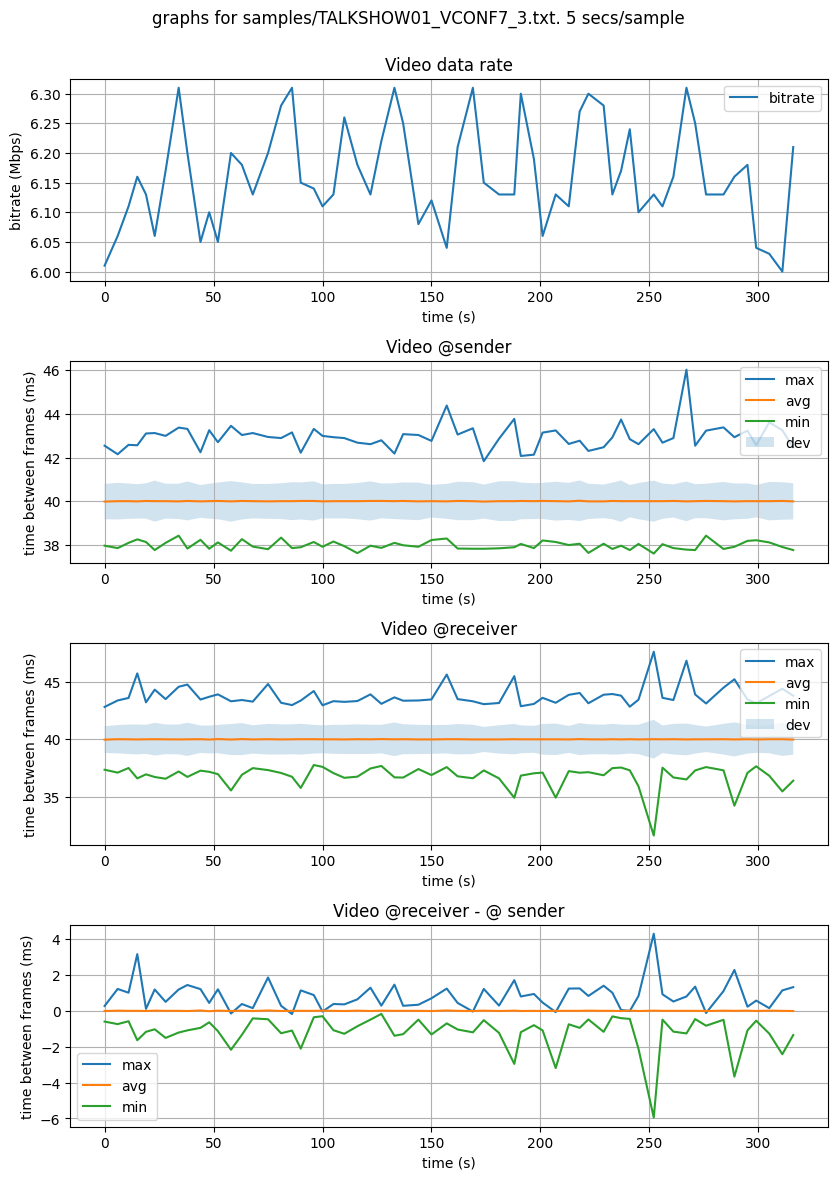 graphs for samples/TALKSHOW01_VCONF7_3.txt. 5 secs/sample
Video data rate
bitrate (Mbps)
6.30
6.25
6.20
6.15
6.10
6.05
6.00
bitrate
0 50 100 150 200 250 300
time (s)
Video @sender
time between frames (ms)
46
44
42
40
38
max
avg
min
dev
0 50 100 150 200 250 300
time (s)
Video @receiver
time between frames (ms)
45
40
35
max
avg
min
dev
0 50 100 150 200 250 300
time (s)
Video @receiver - @ sender
time between frames (ms)
4
2
0
−2
−4
−6
max
avg
min
0 50 100 150 200 250 300
time (s)